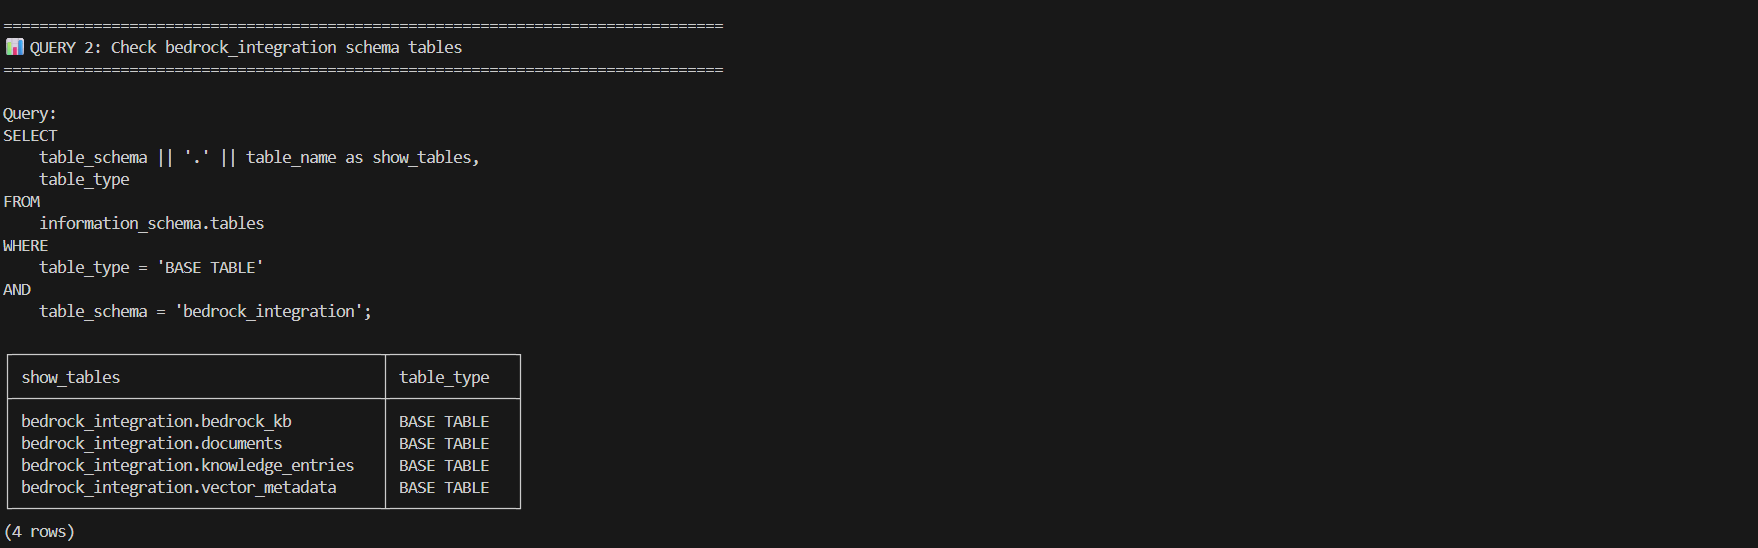 ================================================================================
📊 QUERY 2: Check bedrock_integration schema tables
================================================================================
Query:
SELECT
    table_schema || '.' || table_name as show_tables,
    table_type
FROM
    information_schema.tables
WHERE
    table_type = 'BASE TABLE'
AND
    table_schema = 'bedrock_integration';
show_tables table_type
bedrock_integration.bedrock_kb BASE TABLE
bedrock_integration.documents BASE TABLE
bedrock_integration.knowledge_entries BASE TABLE
bedrock_integration.vector_metadata BASE TABLE
(4 rows)